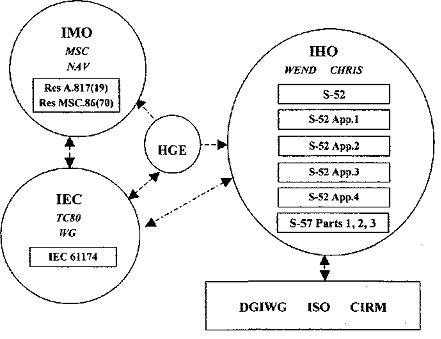 IMO
MSC
NAV
Res A.817(19)
Res MSC.86(70)
HGE
IEC
TC80
WG
IEC 61174
IHO
WEND CHRIS
S-52
S-52 App.1
S-52 App.2
S-52 App.3
S-52 App.4
S-57 Parts 1, 2, 3
DGIWG ISO CIRM